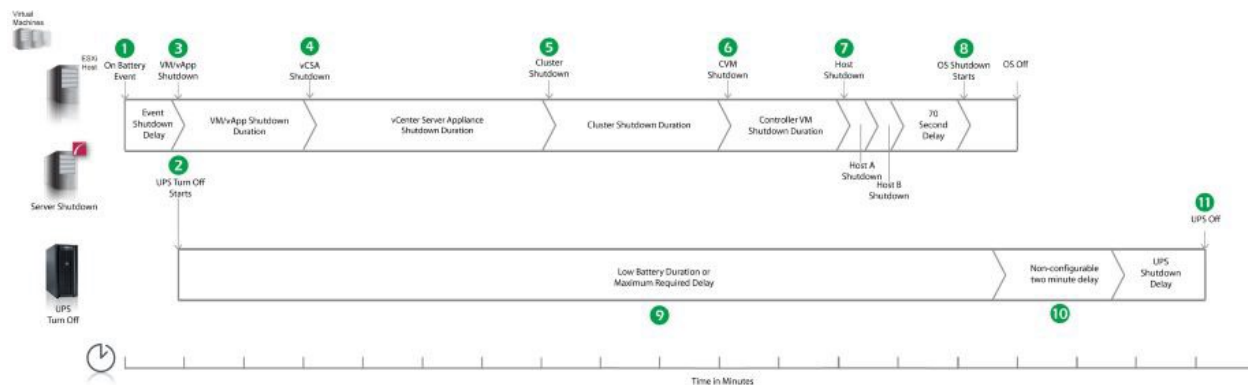 Virtual
Machines
ESXi
Host
1
On Battery
Event
3
VM/vApp
Shutdown
4
vCSA
Shutdown
5
Cluster
Shutdown
6
CVM
Shutdown
7
Host
Shutdown
8
OS Shutdown
Starts
OS Off
Event
Shutdown
Delay
VM/vApp Shutdown
Duration
vCenter Server Appliance
Shutdown Duration
Cluster Shutdown Duration
Controller VM
Shutdown Duration
70
Second
Delay
Host A
Shutdown
Host B
Shutdown
Server Shutdown
2
UPS Turn Off
Starts
11
UPS Off
Low Battery Duration or
Maximum Required Delay
Non-configurable
two minute delay
UPS
Shutdown
Delay
UPS
Turn Off
9
10
Time in Minutes